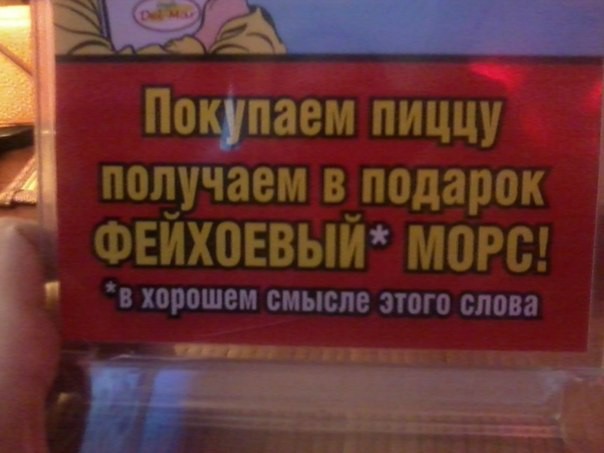 Покупаем пиццу
получаем в подарок
ФЕЙХОЕВЫЙ* МОРС!
*в хорошем смысле этого слова